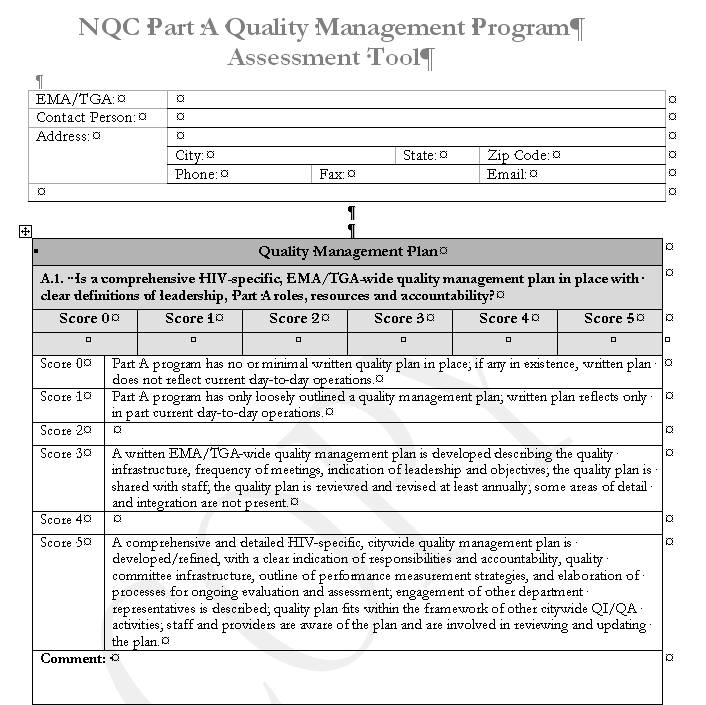 NQC Part A Quality Management Program¶
Assessment Tool¶
¶
EMA/TGA:¤ ¤ ¤
Contact Person:¤ ¤ ¤
Address:¤ ¤ ¤
City:¤ State:¤ Zip Code:¤ ¤
Phone:¤ Fax:¤ Email:¤ ¤
¤ ¤
¶
¶
Quality Management Plan¤ ¤
A.1. ··Is a comprehensive HIV-specific, EMA/TGA-wide quality management plan in place with· ¤
clear definitions of leadership, Part A roles, resources and accountability?¤
Score 0¤ Score 1¤ Score 2¤ Score 3¤ Score 4¤ Score 5¤ ¤
¤ ¤ ¤ ¤ ¤ ¤ ¤
Score 0¤ Part A program has no or minimal written quality plan in place; if any in existence, written plan· ¤
does not reflect current day-to-day operations.¤
Score 1¤ Part A program has only loosely outlined a quality management plan; written plan reflects only· ¤
in part current day-to-day operations.¤
Score 2¤ ¤ ¤
Score 3¤ A written EMA/TGA-wide quality management plan is developed describing the quality· ¤
infrastructure, frequency of meetings, indication of leadership and objectives; the quality plan is·
shared with staff; the quality plan is reviewed and revised at least annually; some areas of detail·
and integration are not present.¤
Score 4¤ ¤ ¤
Score 5¤ A comprehensive and detailed HIV-specific, citywide quality management plan is· ¤
developed/refined, with a clear indication of responsibilities and accountability, quality·
committee infrastructure, outline of performance measurement strategies, and elaboration of·
processes for ongoing evaluation and assessment; engagement of other department·
representatives is described; quality plan fits within the framework of other citywide QI/QA·
activities; staff and providers are aware of the plan and are involved in reviewing and updating·
the plan.¤
Comment:·¤ ¤
COPY